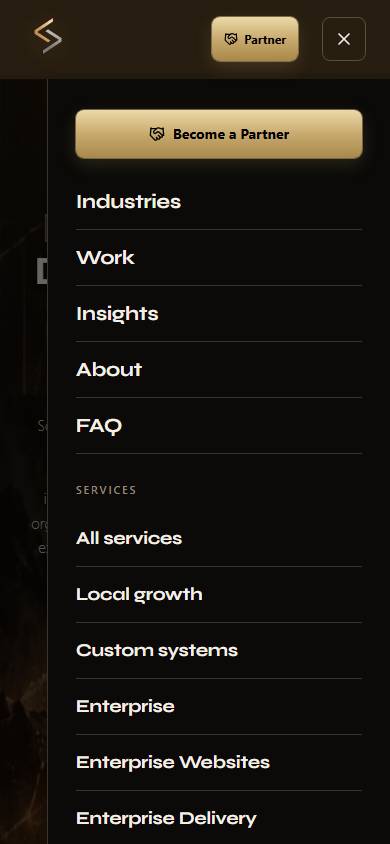 Partner
Become a Partner
Industries
Work
Insights
About
FAQ
SERVICES
All services
Local growth
Custom systems
Enterprise
Enterprise Websites
Enterprise Delivery